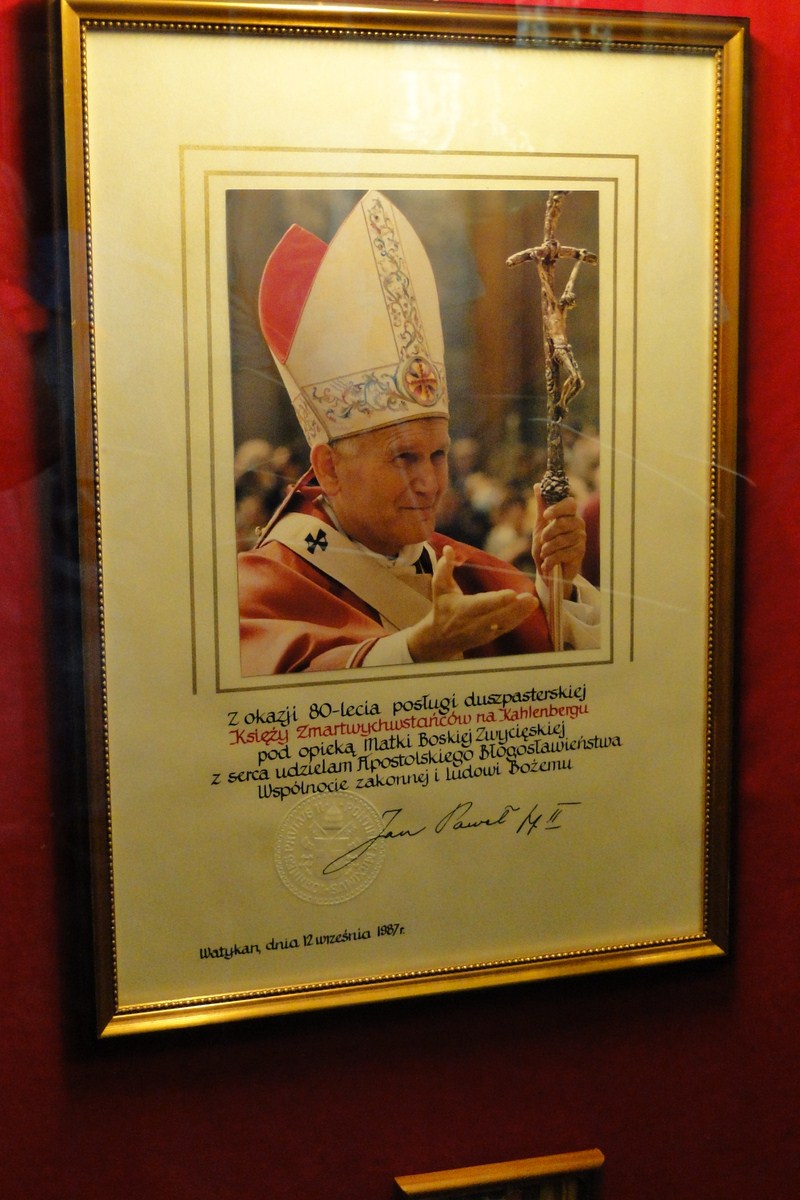 Z okazji 80-lecia posługi duszpasterskiej
Księży Zmartwychwstańców na Kahlenbergu
pod opieką Matki Boskiej Zwycięskiej
z serca udzielam Apostolskiego Błogosławieństwa
Wspólnocie zakonnej i ludowi Bożemu
Jan Paweł pp II
Watykan, dnia 12 września 1987 r.